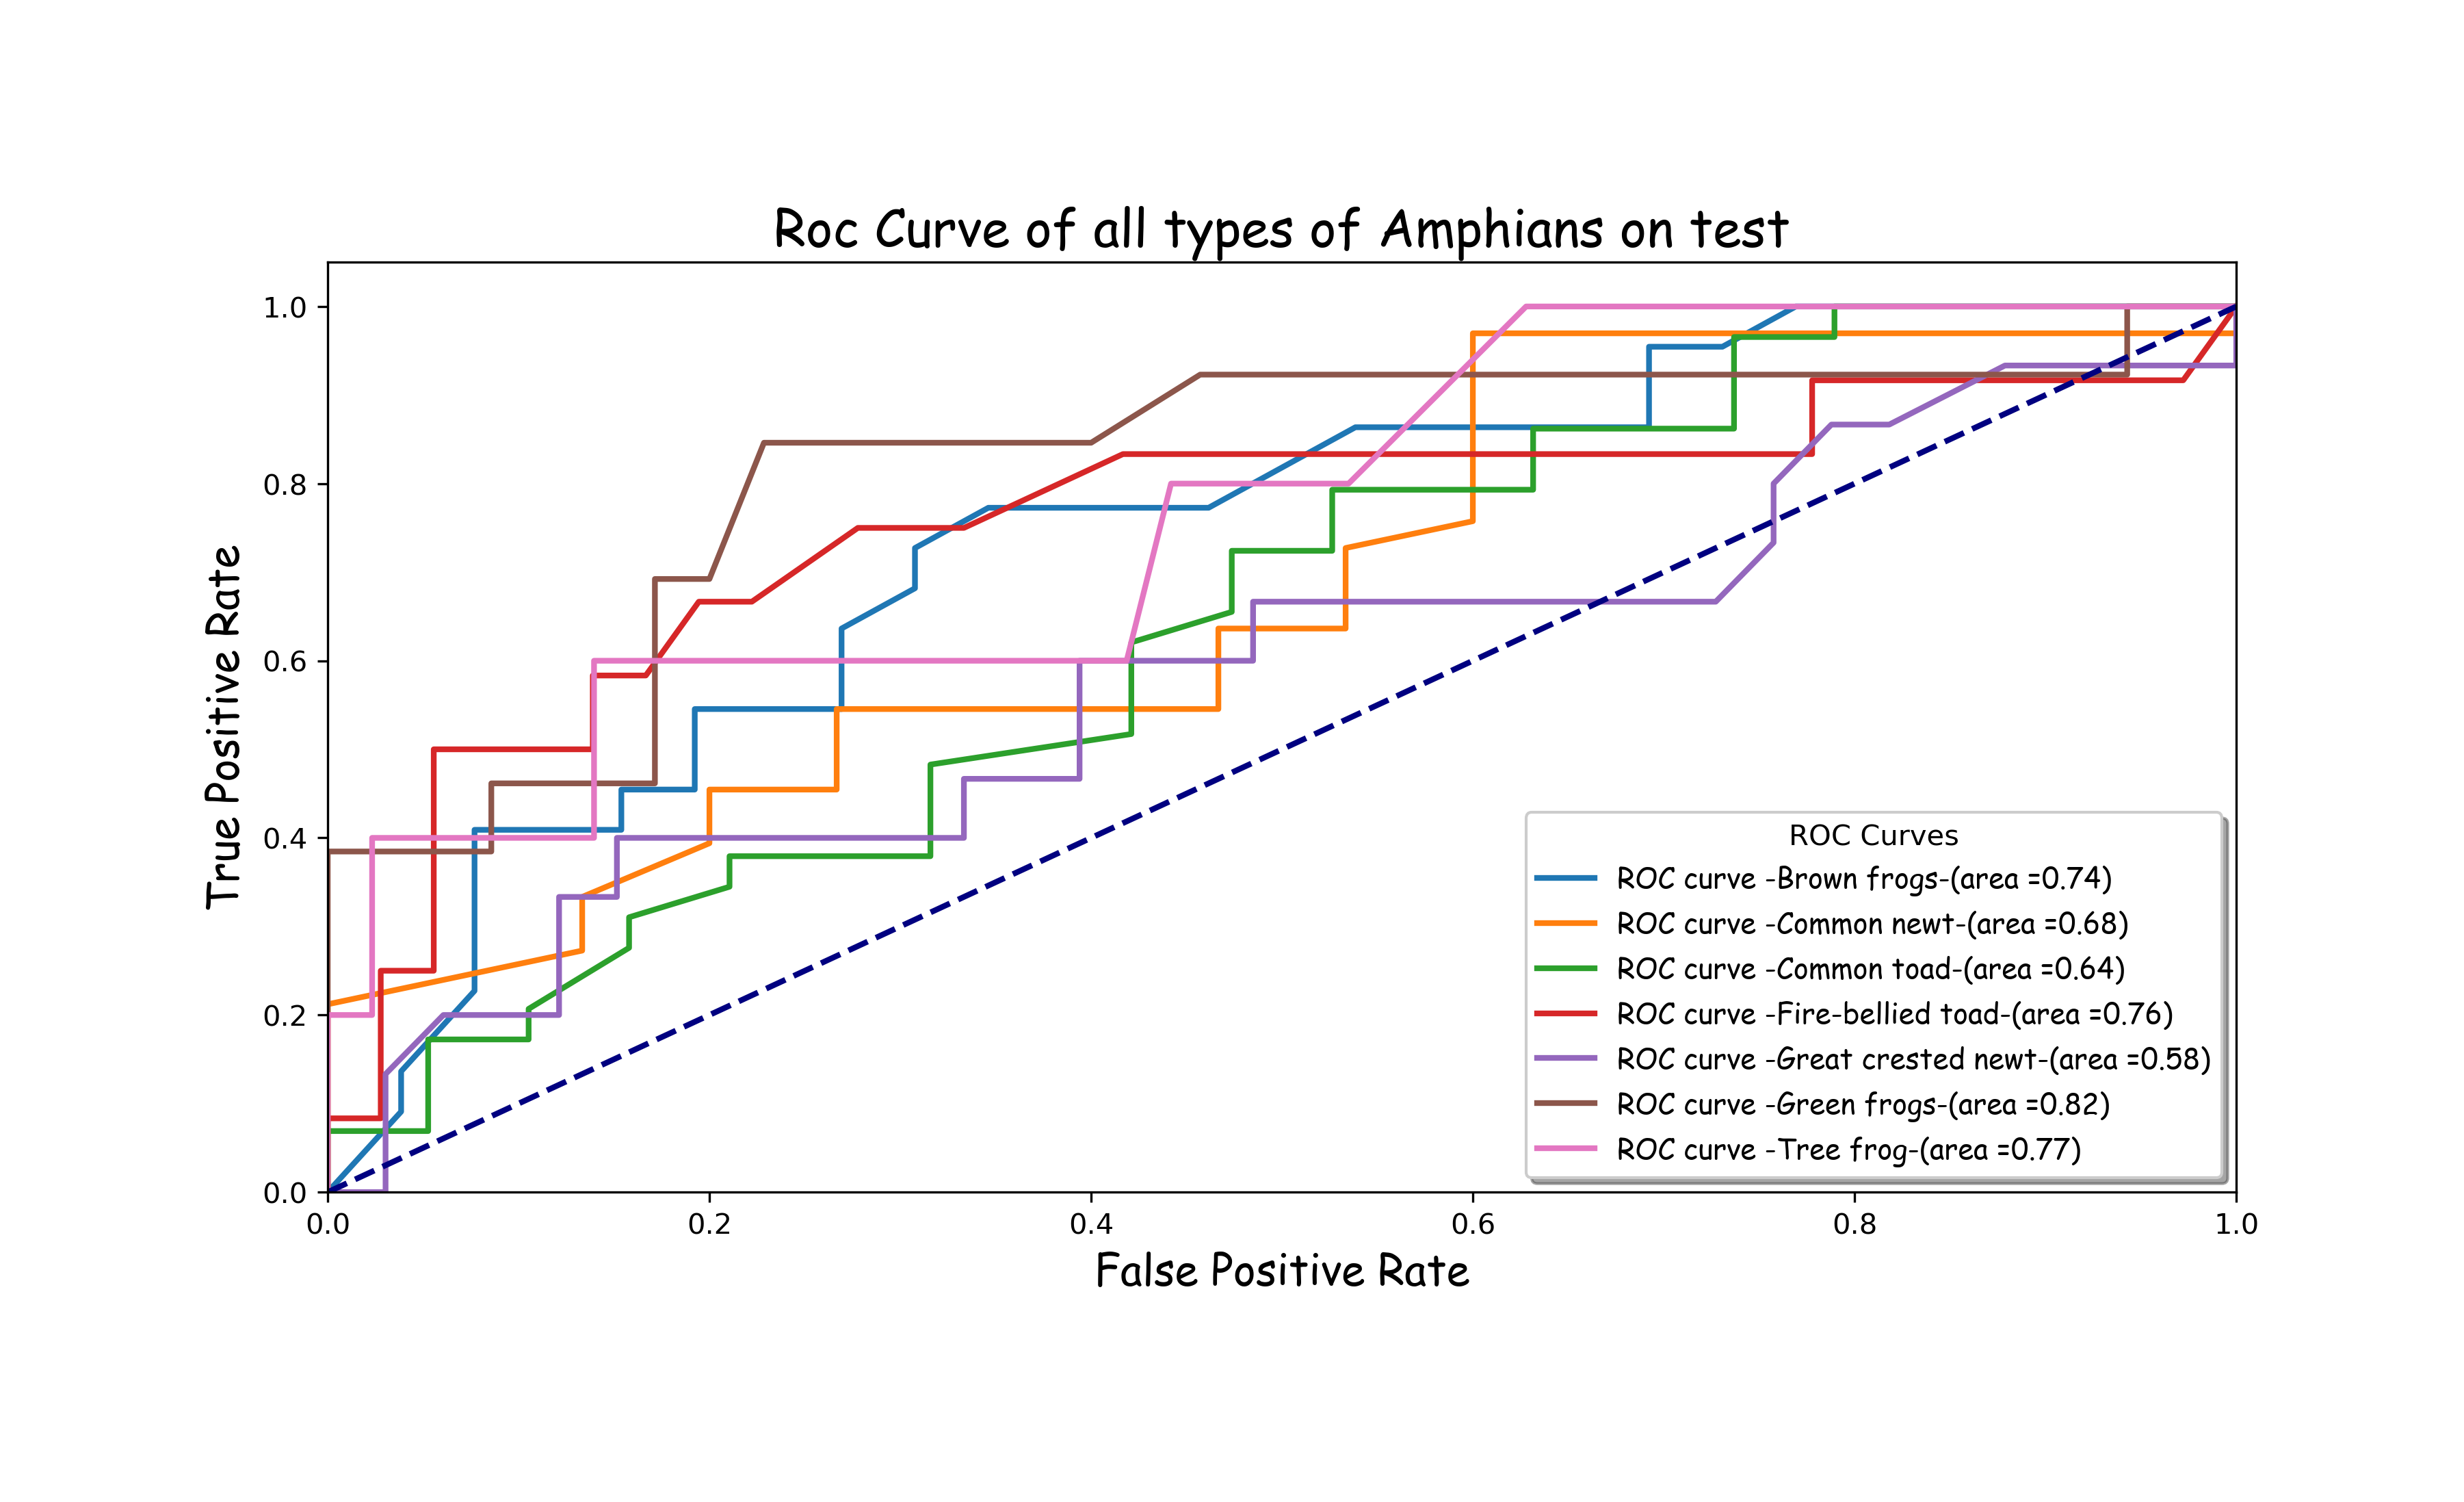 Roc Curve of all types of Amphians on test
True Positive Rate
1.0
0.8
0.6
0.4
0.2
0.0
0.0 0.2 0.4 0.6 0.8 1.0
False Positive Rate
ROC Curves
ROC curve -Brown frogs-(area =0.74)
ROC curve -Common newt-(area =0.68)
ROC curve -Common toad-(area =0.64)
ROC curve -Fire-bellied toad-(area =0.76)
ROC curve -Great crested newt-(area =0.58)
ROC curve -Green frogs-(area =0.82)
ROC curve -Tree frog-(area =0.77)